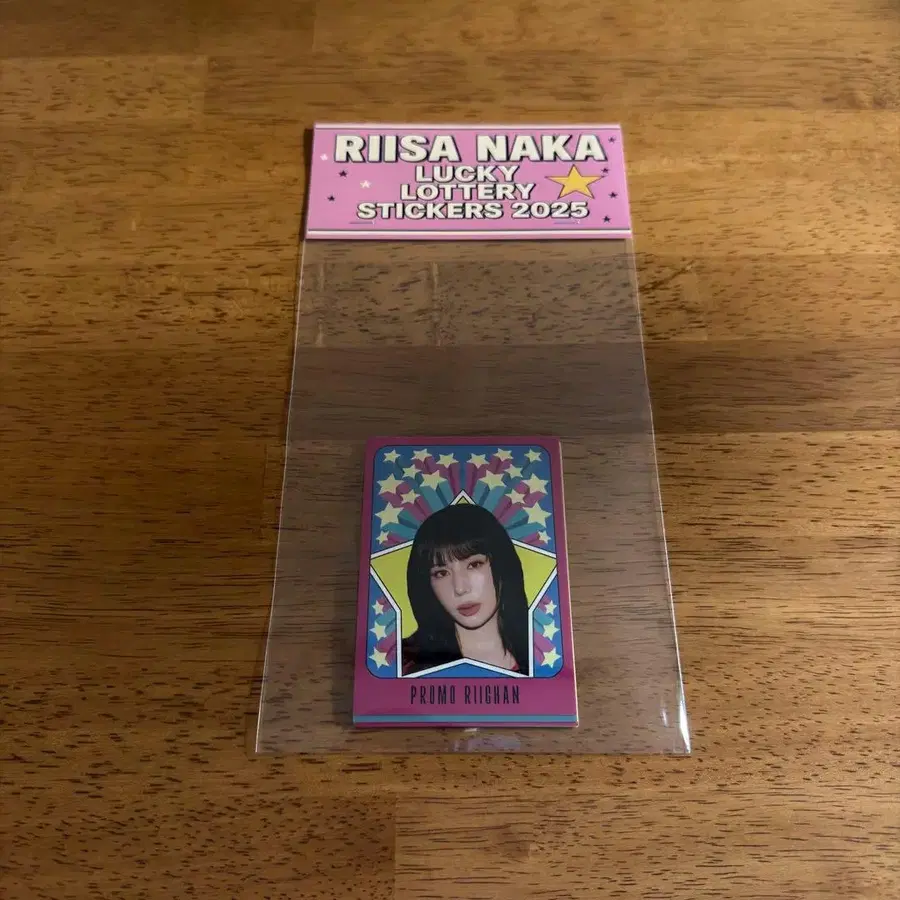 RIISA NAKA
LUCKY
LOTTERY
STICKERS 2025
PROMO RIICHAN